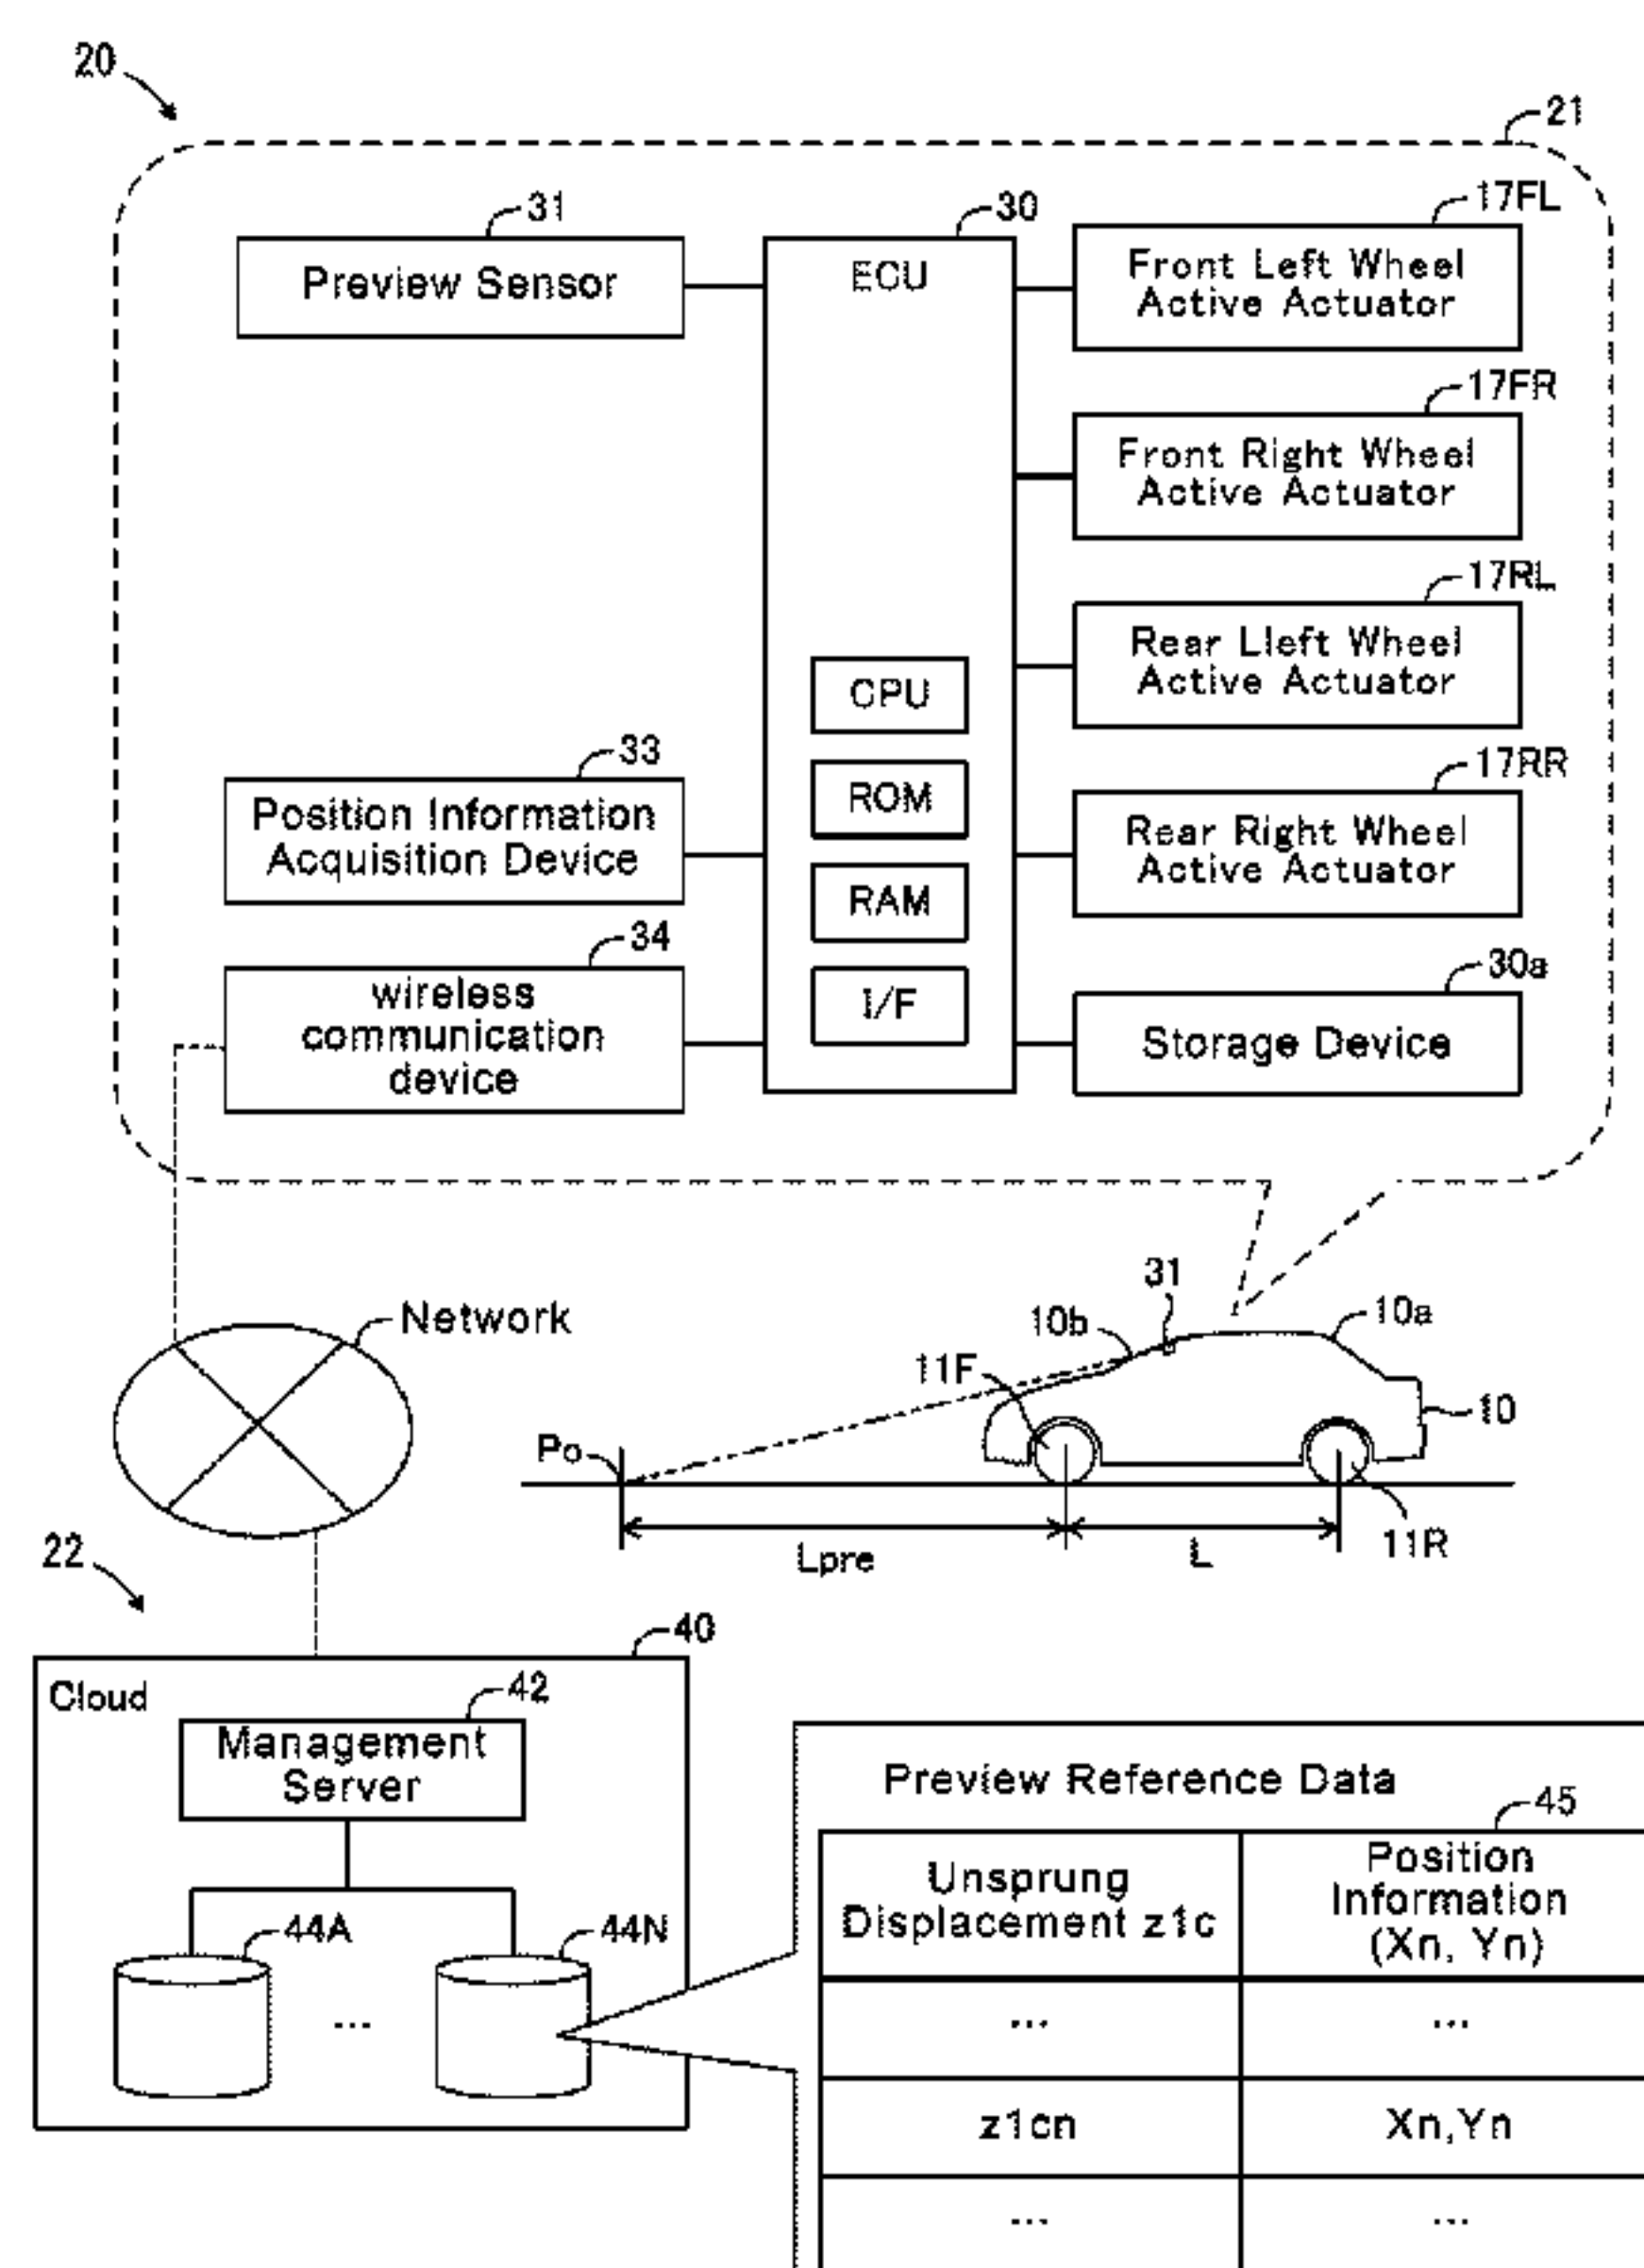 20
21
31
30
17FL
Preview Sensor
ECU
Front Left Wheel
Active Actuator
17FR
Front Right Wheel
Active Actuator
17RL
Rear Lleft Wheel
Active Actuator
CPU
33
17RR
Position Information
Acquisition Device
ROM
Rear Right Wheel
Active Actuator
RAM
34
30a
wireless
communication
device
I/F
Storage Device
31
Network
10b
10a
11F
10
Po
11R
Lpre
L
22
40
Cloud
42
Management
Server
44A
44N
Preview Reference Data
45
Unsprung
Displacement z1c
Position
Information
(Xn, Yn)
...
...
z1cn
Xn,Yn
...
...